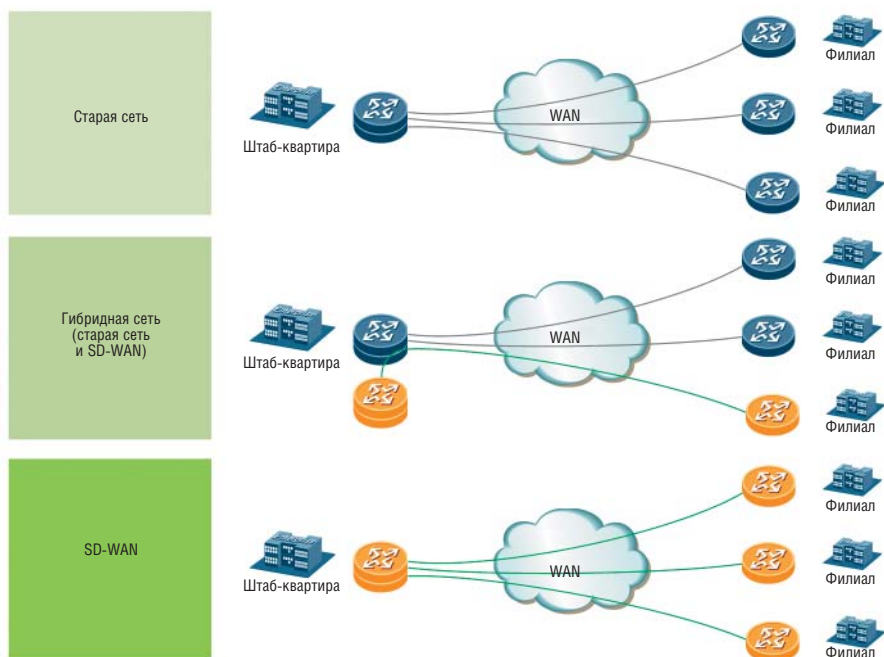 Старая сеть
Штаб-квартира
WAN
Филиал
Филиал
Филиал
Гибридная сеть
(старая сеть
и SD-WAN)
Штаб-квартира
WAN
Филиал
Филиал
Филиал
SD-WAN
Штаб-квартира
WAN
Филиал
Филиал
Филиал